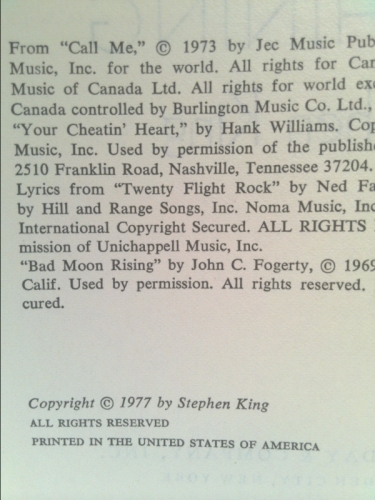 From “Call Me,” © 1973 by Jec Music Pub
Music, Inc. for the world. All rights for Can
Music of Canada Ltd. All rights for world exc
Canada controlled by Burlington Music Co. Ltd.,
“Your Cheatin’ Heart,” by Hank Williams. Cop
Music, Inc. Used by permission of the publishe
2510 Franklin Road, Nashville, Tennessee 37204.
Lyrics from “Twenty Flight Rock” by Ned Fa
by Hill and Range Songs, Inc. Noma Music, Inc
International Copyright Secured. ALL RIGHTS
mission of Unichappell Music, Inc.
“Bad Moon Rising” by John C. Fogerty, © 1969
Calif. Used by permission. All rights reserved.
cured.
Copyright © 1977 by Stephen King
ALL RIGHTS RESERVED
PRINTED IN THE UNITED STATES OF AMERICA